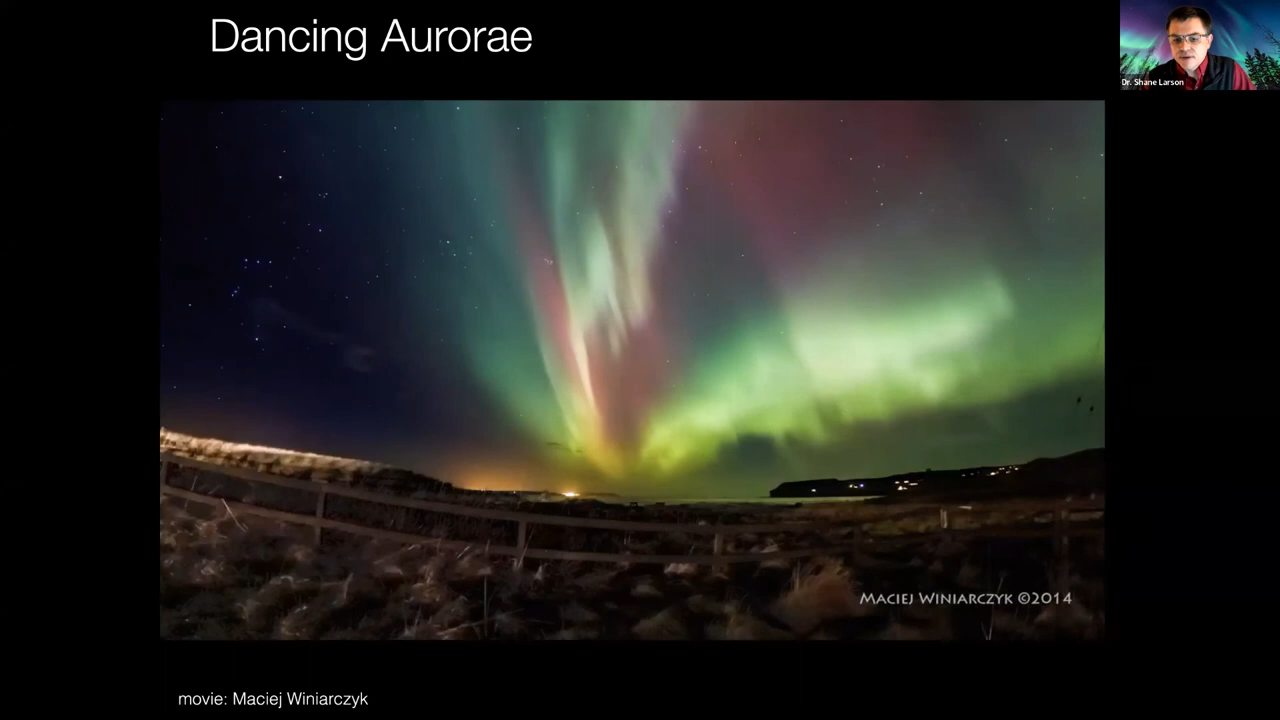 Dancing Aurorae
Dr. Shane Larson
MACIEJ WINIARCZYK ©2014
movie: Maciej Winiarczyk